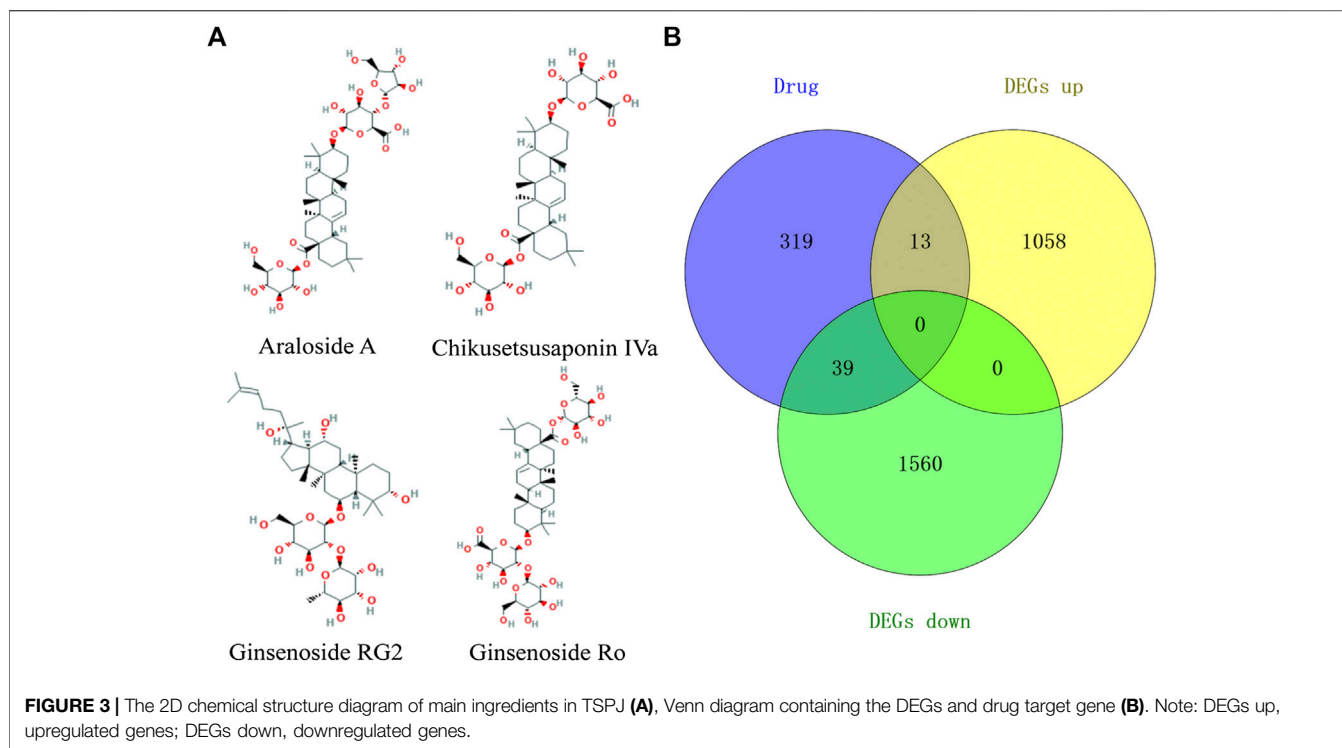 A
Araloside A
Chikusetsusaponin IVa
Ginsenoside RG2
Ginsenoside Ro
B
Drug
DEGs up
319
13
1058
0
39
0
1560
DEGs down
FIGURE 3 | The 2D chemical structure diagram of main ingredients in TSPJ (A), Venn diagram containing the DEGs and drug target gene (B). Note: DEGs up,
upregulated genes; DEGs down, downregulated genes.